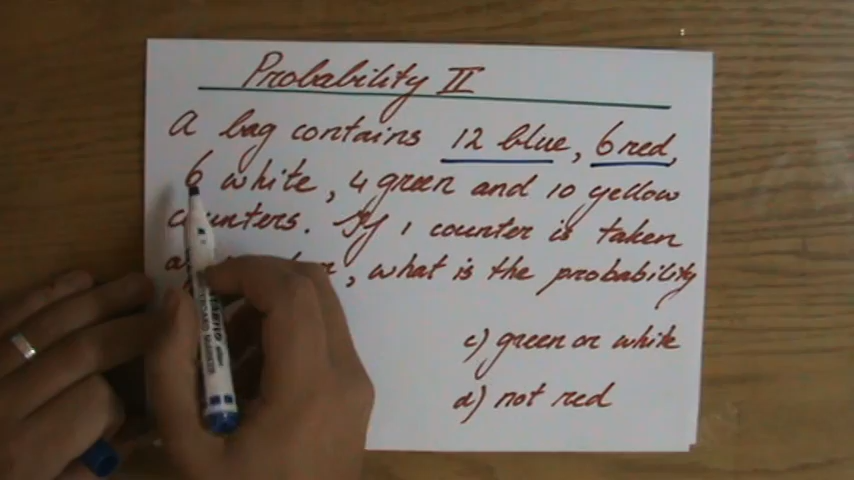 Probability II
A bag contains 12 blue, 6 red,
6 white, 4 green and 10 yellow
counters. If 1 counter is taken
, what is the probability
c) green or white
d) not red